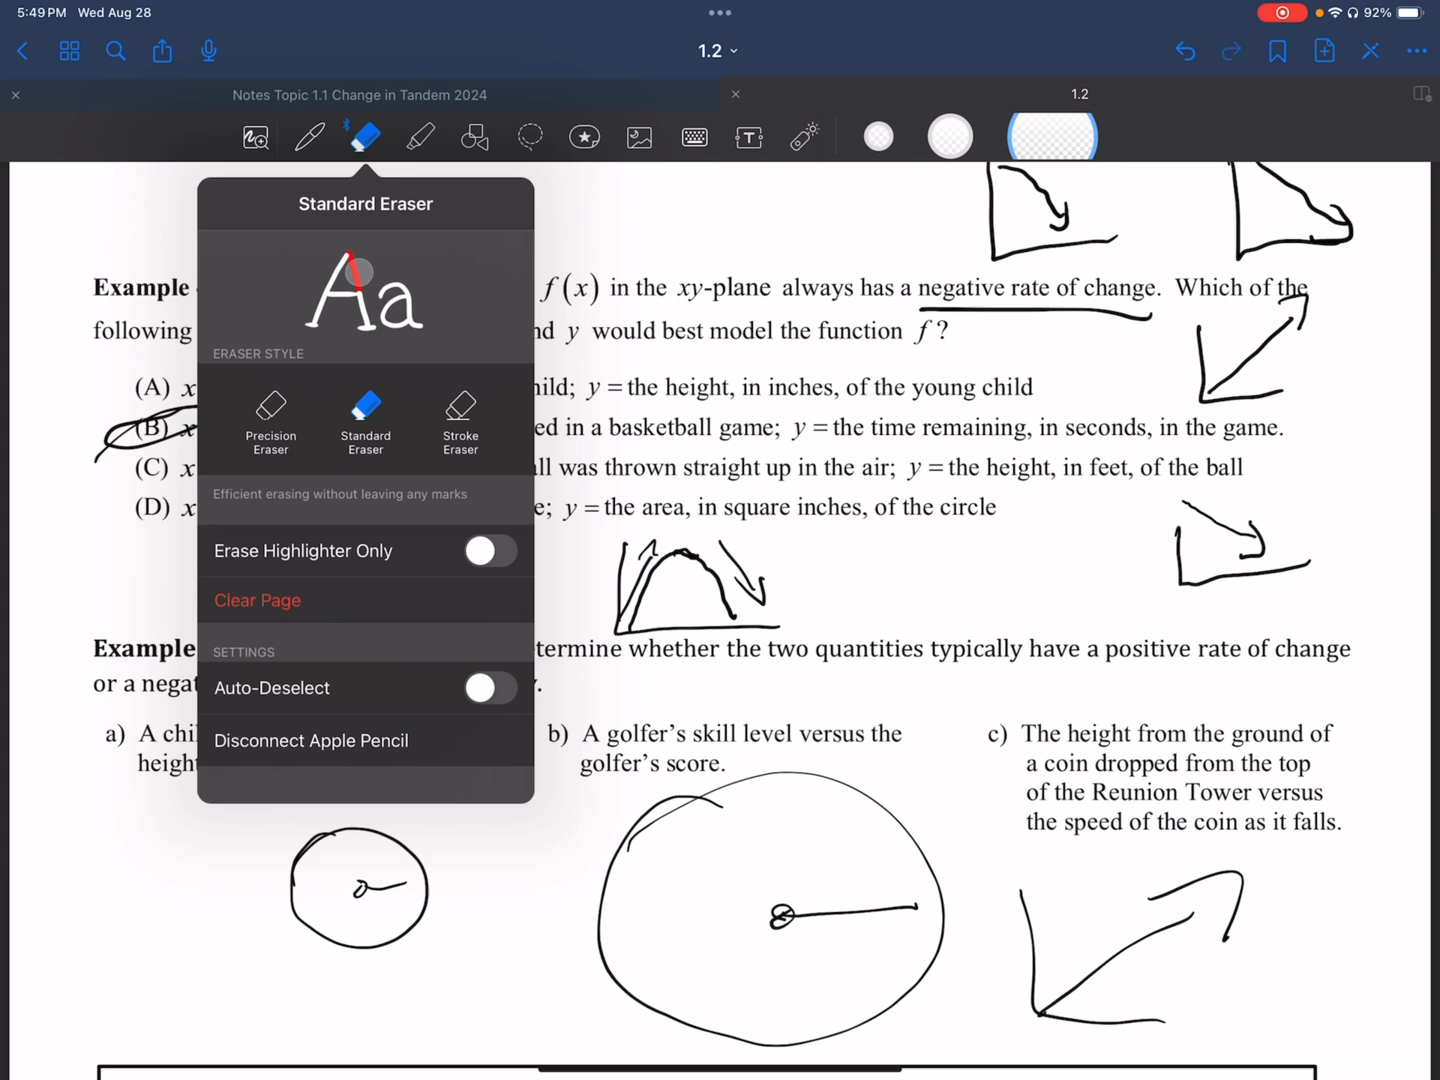 5:49 PM Wed Aug 28
92%
1.2
Notes Topic 1.1 Change in Tandem 2024
1.2
Standard Eraser
Aa
ERASER STYLE
Precision Eraser
Standard Eraser
Stroke Eraser
Efficient erasing without leaving any marks
Erase Highlighter Only
Clear Page
SETTINGS
Auto-Deselect
Disconnect Apple Pencil
Example f(x) in the xy-plane always has a negative rate of change. Which of the
following nd y would best model the function f?
(A) x hild; y = the height, in inches, of the young child
(B) x ed in a basketball game; y = the time remaining, in seconds, in the game.
(C) x ll was thrown straight up in the air; y = the height, in feet, of the ball
(D) x e; y = the area, in square inches, of the circle
Example termine whether the two quantities typically have a positive rate of change
or a negat .
a) A chi
height
b) A golfer's skill level versus the
golfer's score.
c) The height from the ground of
a coin dropped from the top
of the Reunion Tower versus
the speed of the coin as it falls.